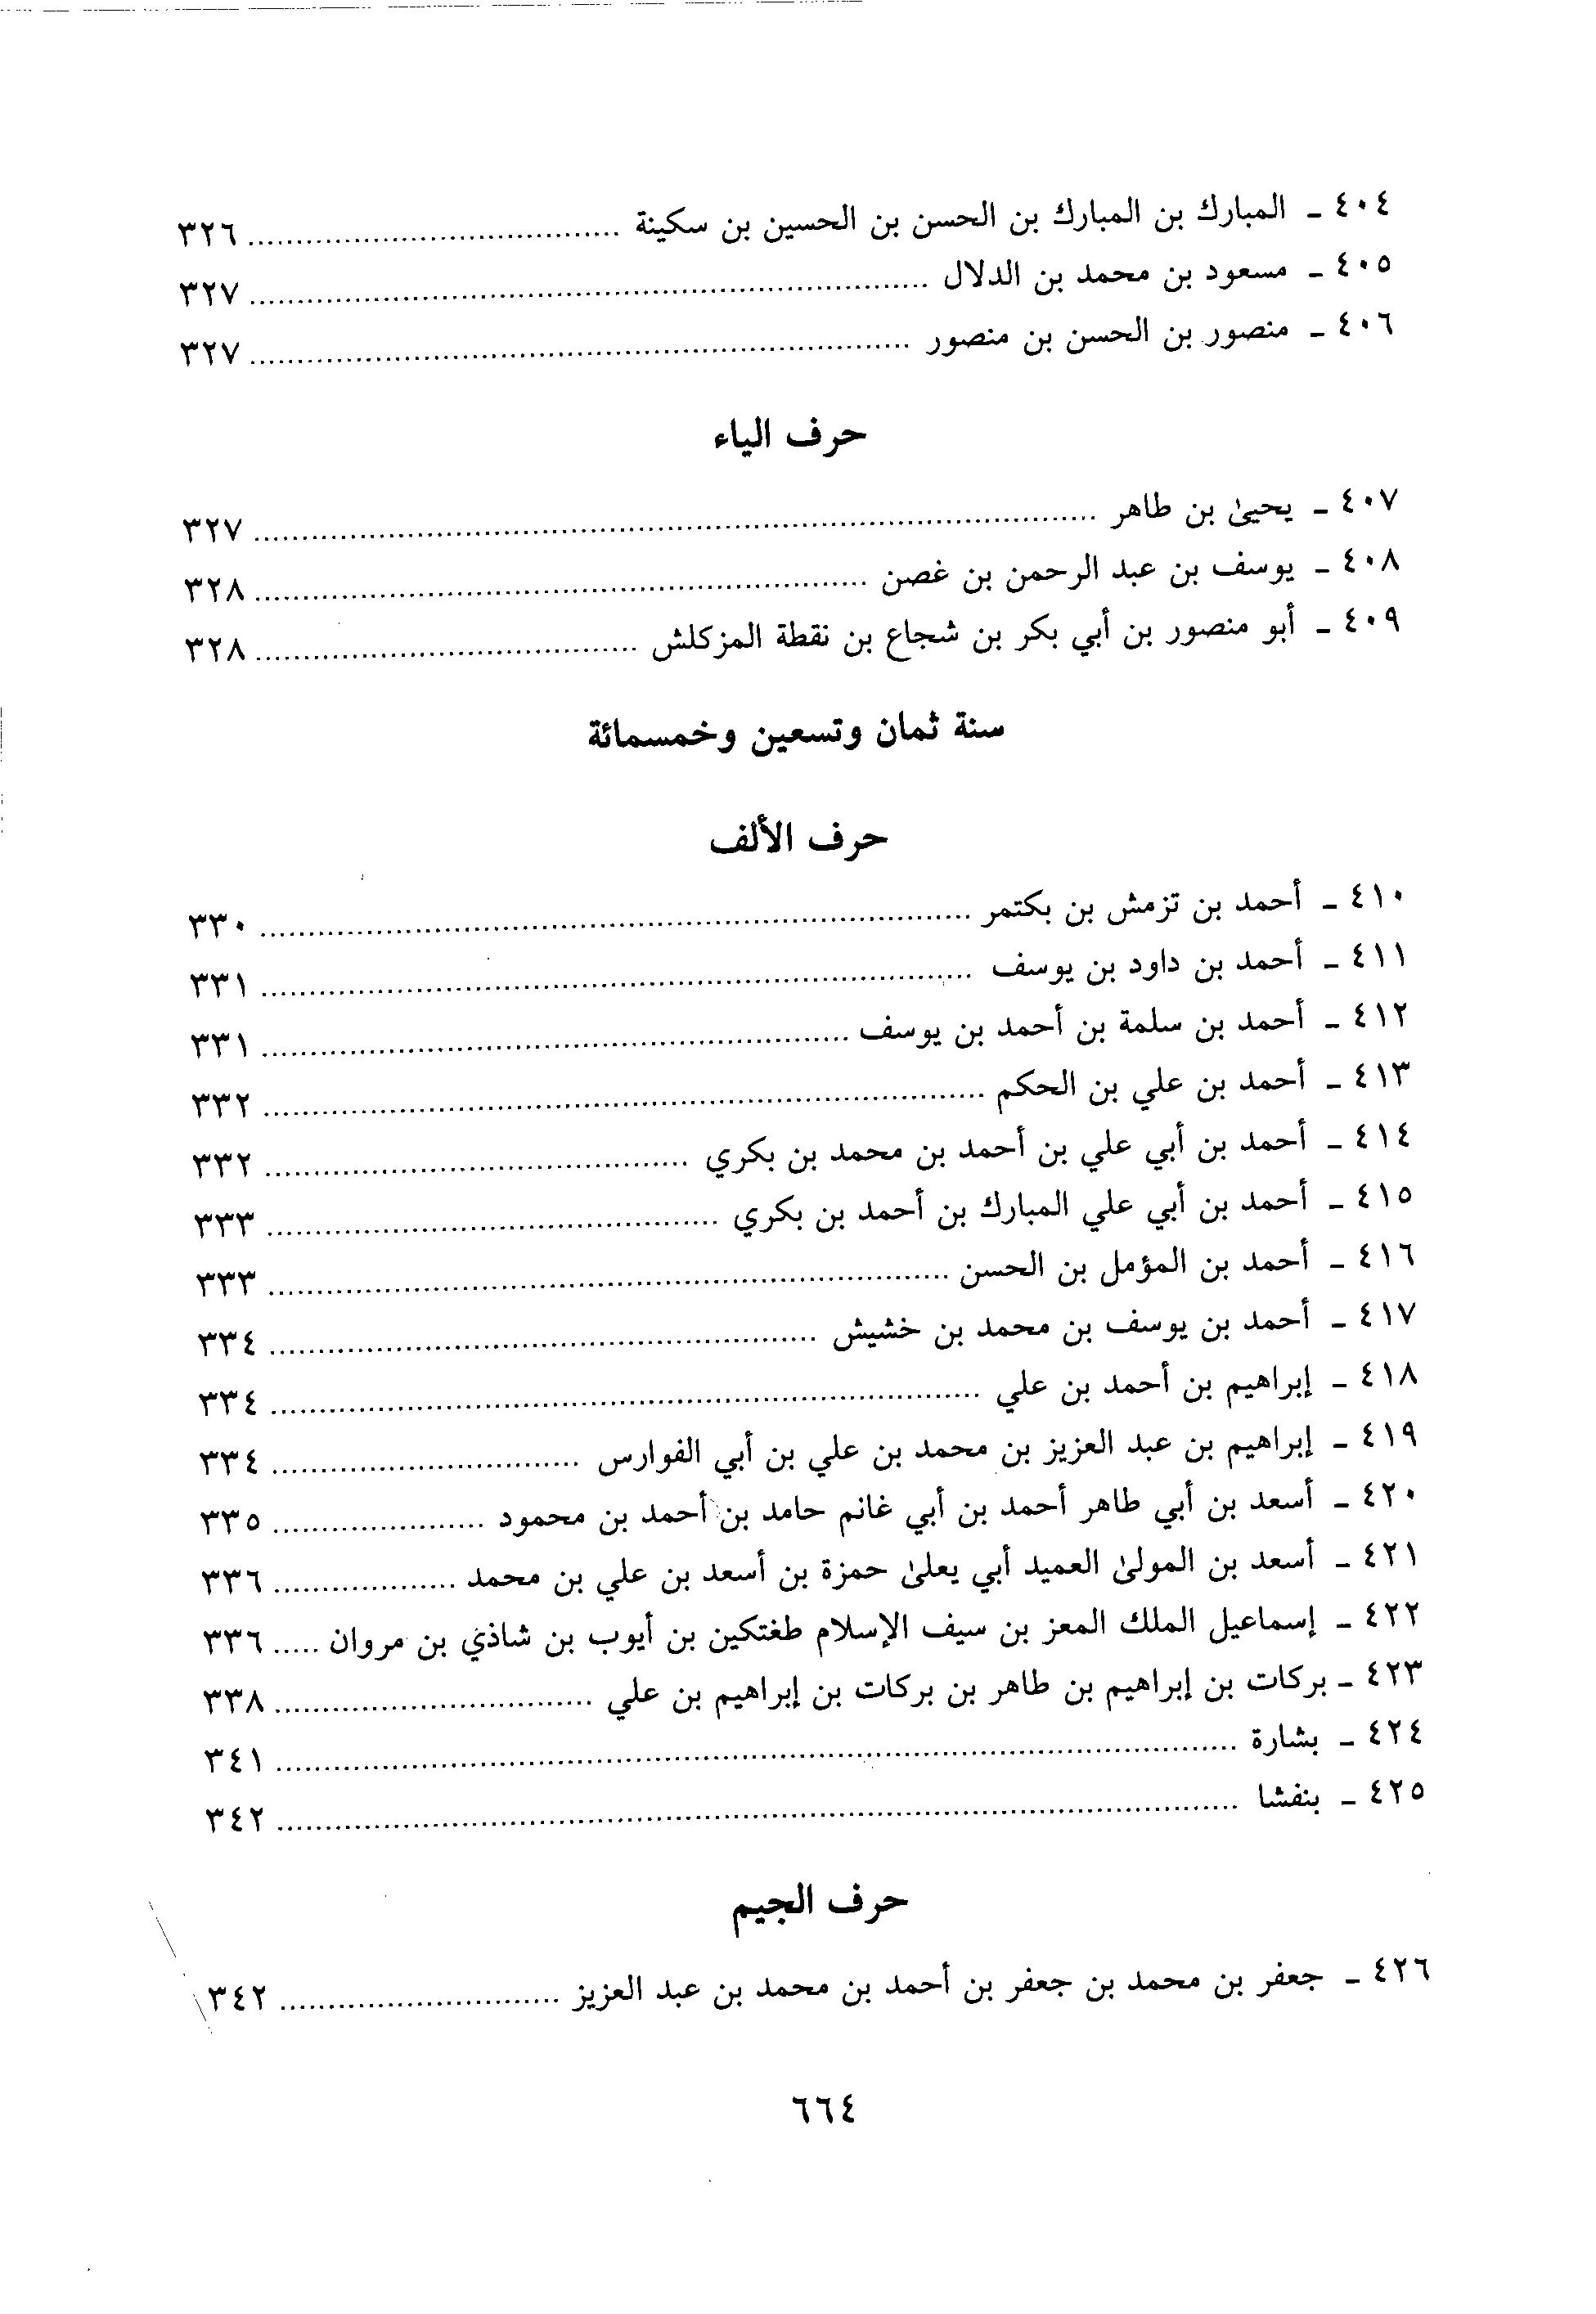 ٤٠٤ - المبارك بن المبارك بن الحسن بن الحسين بن سكينة ..... ٣٢٦
٤٠٥ - مسعود بن محمد بن الدلال ..... ٣٢٧
٤٠٦ - منصور بن الحسن بن منصور ..... ٣٢٧
حرف الياء
٤٠٧ - يحيىٰ بن طاهر ..... ٣٢٧
٤٠٨ - يوسف بن عبد الرحمن بن غصن ..... ٣٢٨
٤٠٩ - أبو منصور بن أبي بكر بن شجاع بن نقطة المزكلش ..... ٣٢٨
سنة ثمان وتسعين وخمسمائة
حرف الألف
٤١٠ - أحمد بن تزمش بن بكتمر ..... ٣٣٠
٤١١ - أحمد بن داود بن يوسف ..... ٣٣١
٤١٢ - أحمد بن سلمة بن أحمد بن يوسف ..... ٣٣١
٤١٣ - أحمد بن علي بن الحكم ..... ٣٣٢
٤١٤ - أحمد بن أبي علي بن أحمد بن محمد بن بكري ..... ٣٣٢
٤١٥ - أحمد بن أبي علي المبارك بن أحمد بن بكري ..... ٣٣٣
٤١٦ - أحمد بن المؤمل بن الحسن ..... ٣٣٣
٤١٧ - أحمد بن يوسف بن محمد بن خشيش ..... ٣٣٤
٤١٨ - إبراهيم بن أحمد بن علي ..... ٣٣٤
٤١٩ - إبراهيم بن عبد العزيز بن محمد بن علي بن أبي الفوارس ..... ٣٣٤
٤٢٠ - أسعد بن أبي طاهر أحمد بن أبي غانم حامد بن أحمد بن محمود ..... ٣٣٥
٤٢١ - أسعد بن المولىٰ العميد أبي يعلىٰ حمزة بن أسعد بن علي بن محمد ..... ٣٣٦
٤٢٢ - إسماعيل الملك المعز بن سيف الإسلام طغتكين بن أيوب بن شاذي بن مروان ..... ٣٣٦
٤٢٣ - بركات بن إبراهيم بن طاهر بن بركات بن إبراهيم بن علي ..... ٣٣٨
٤٢٤ - بشارة ..... ٣٤١
٤٢٥ - بنفشا ..... ٣٤٢
حرف الجيم
٤٢٦ - جعفر بن محمد بن جعفر بن أحمد بن محمد بن عبد العزيز ..... ٣٤٢
٦٦٤